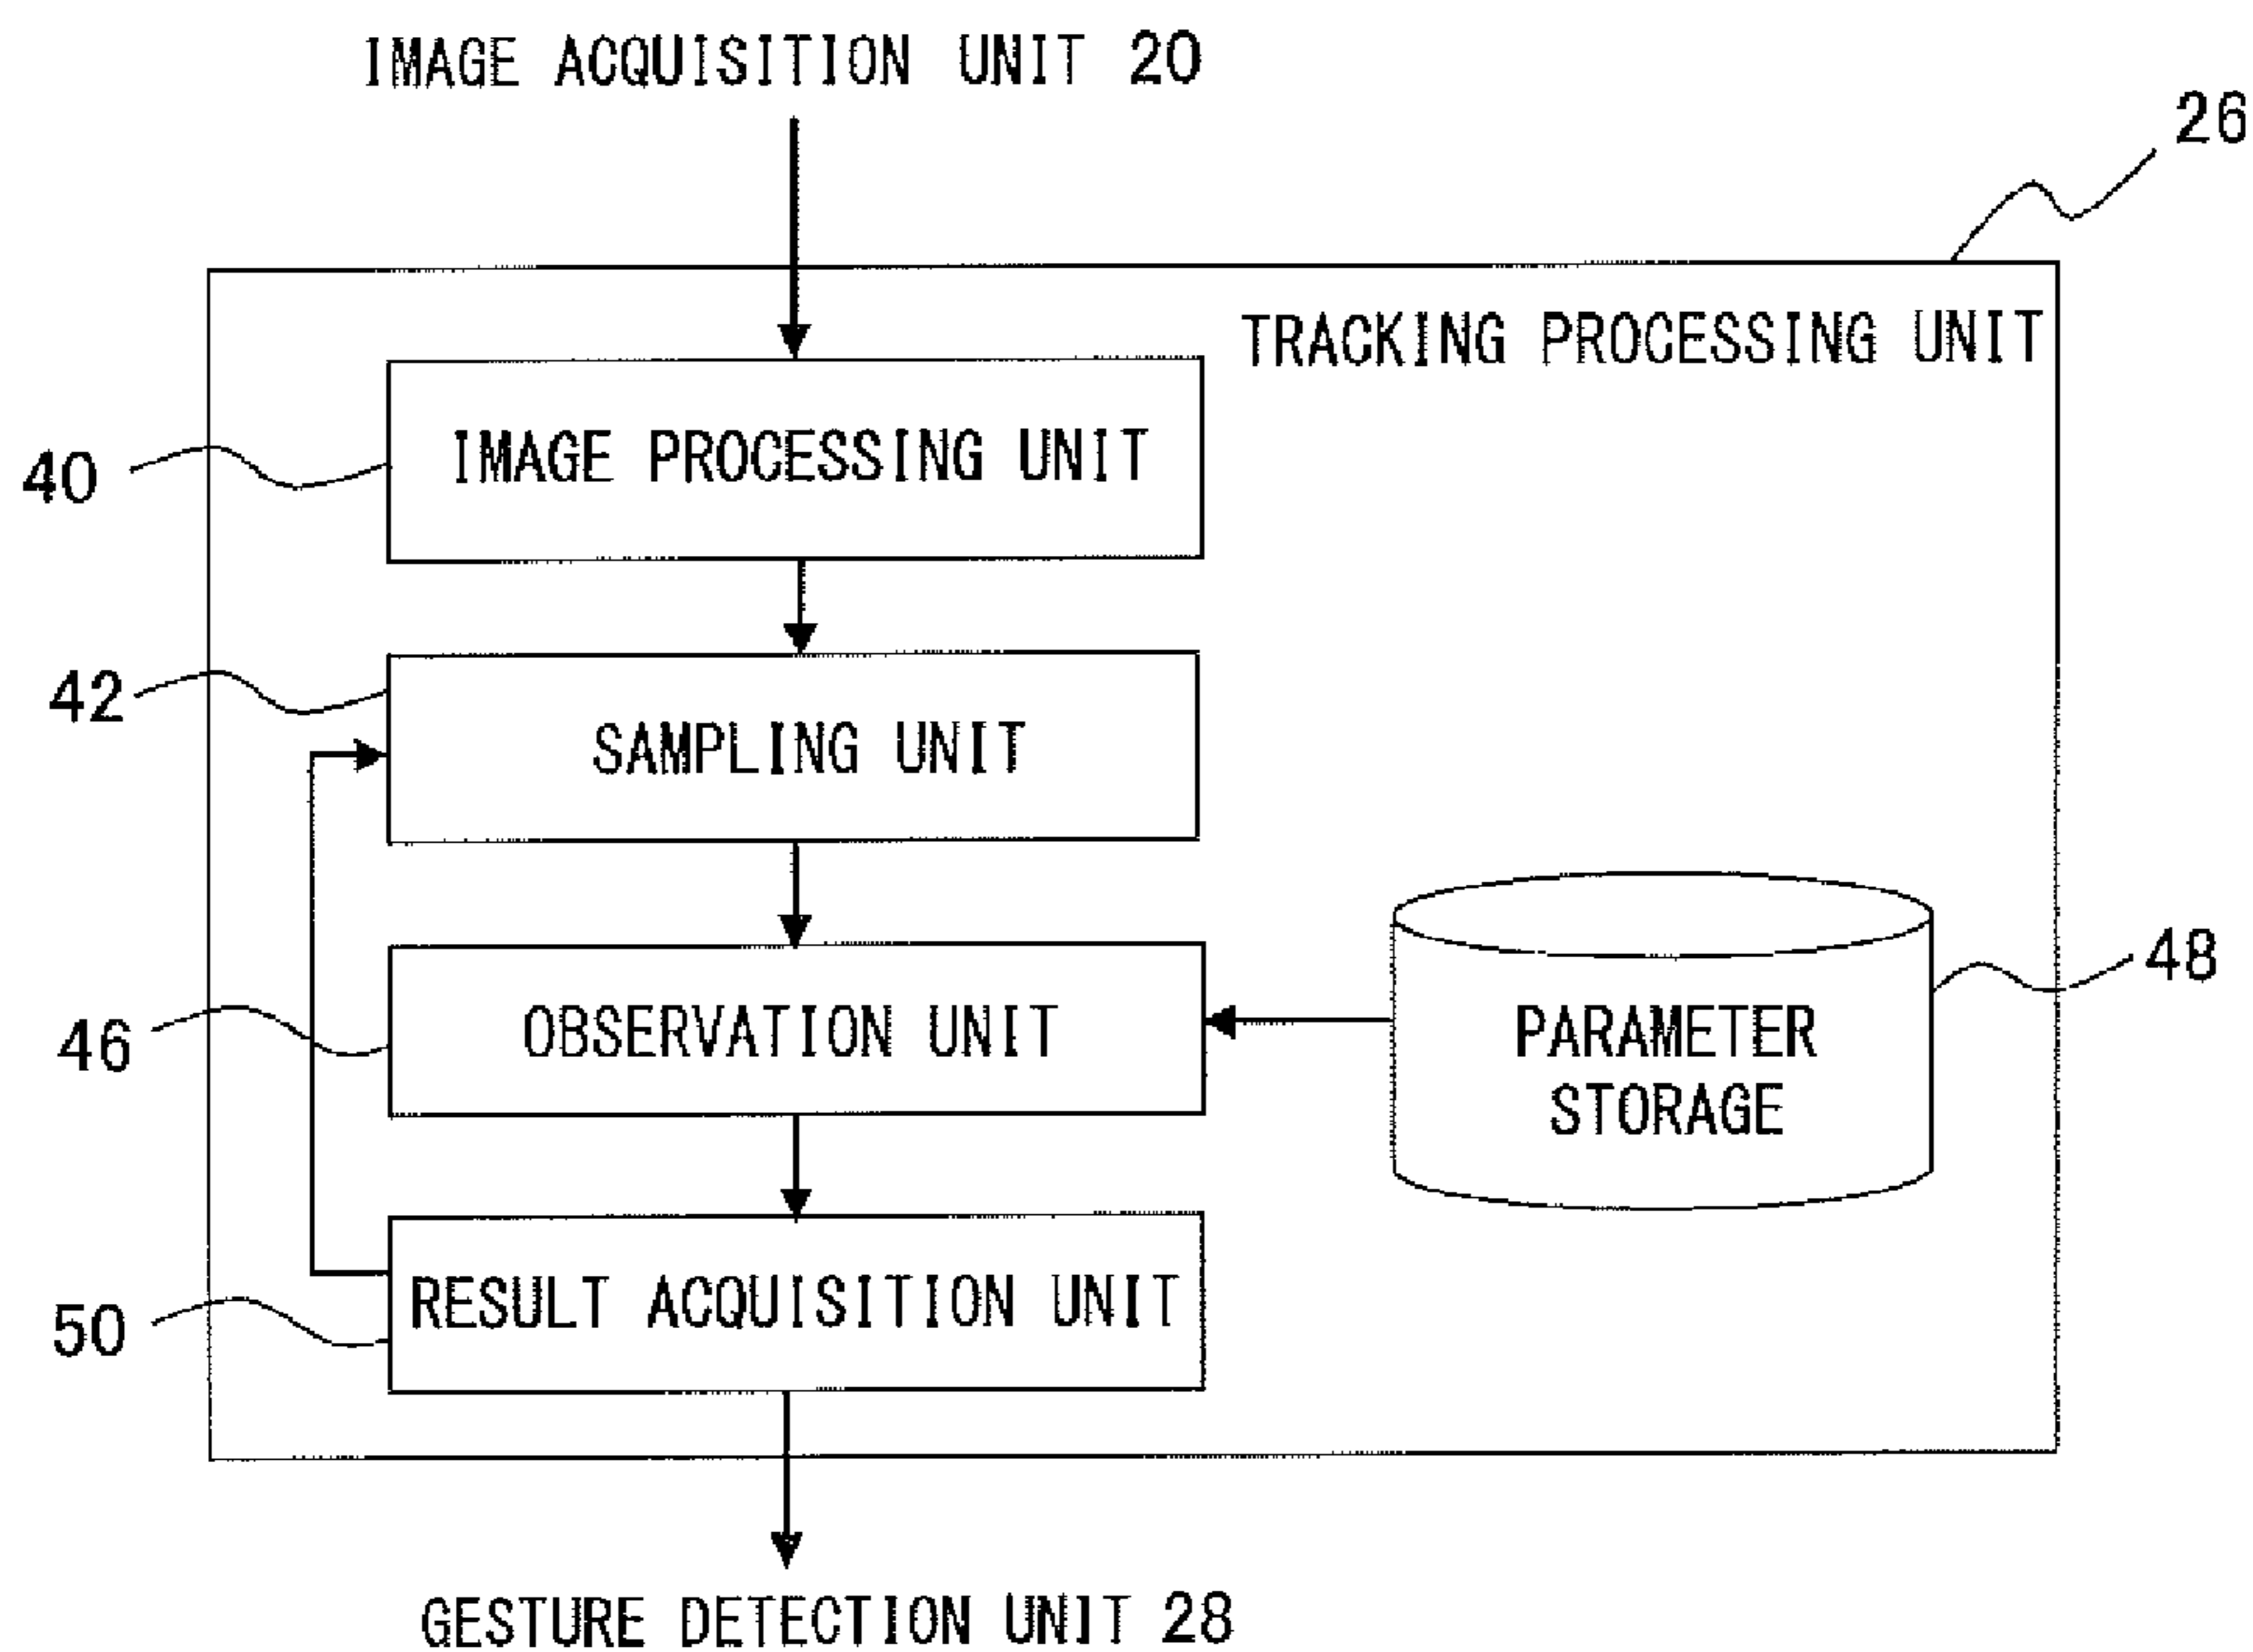 IMAGE ACQUISITION UNIT 20
26
TRACKING PROCESSING UNIT
40
IMAGE PROCESSING UNIT
42
SAMPLING UNIT
46
OBSERVATION UNIT
48
PARAMETER
STORAGE
50
RESULT ACQUISITION UNIT
GESTURE DETECTION UNIT 28